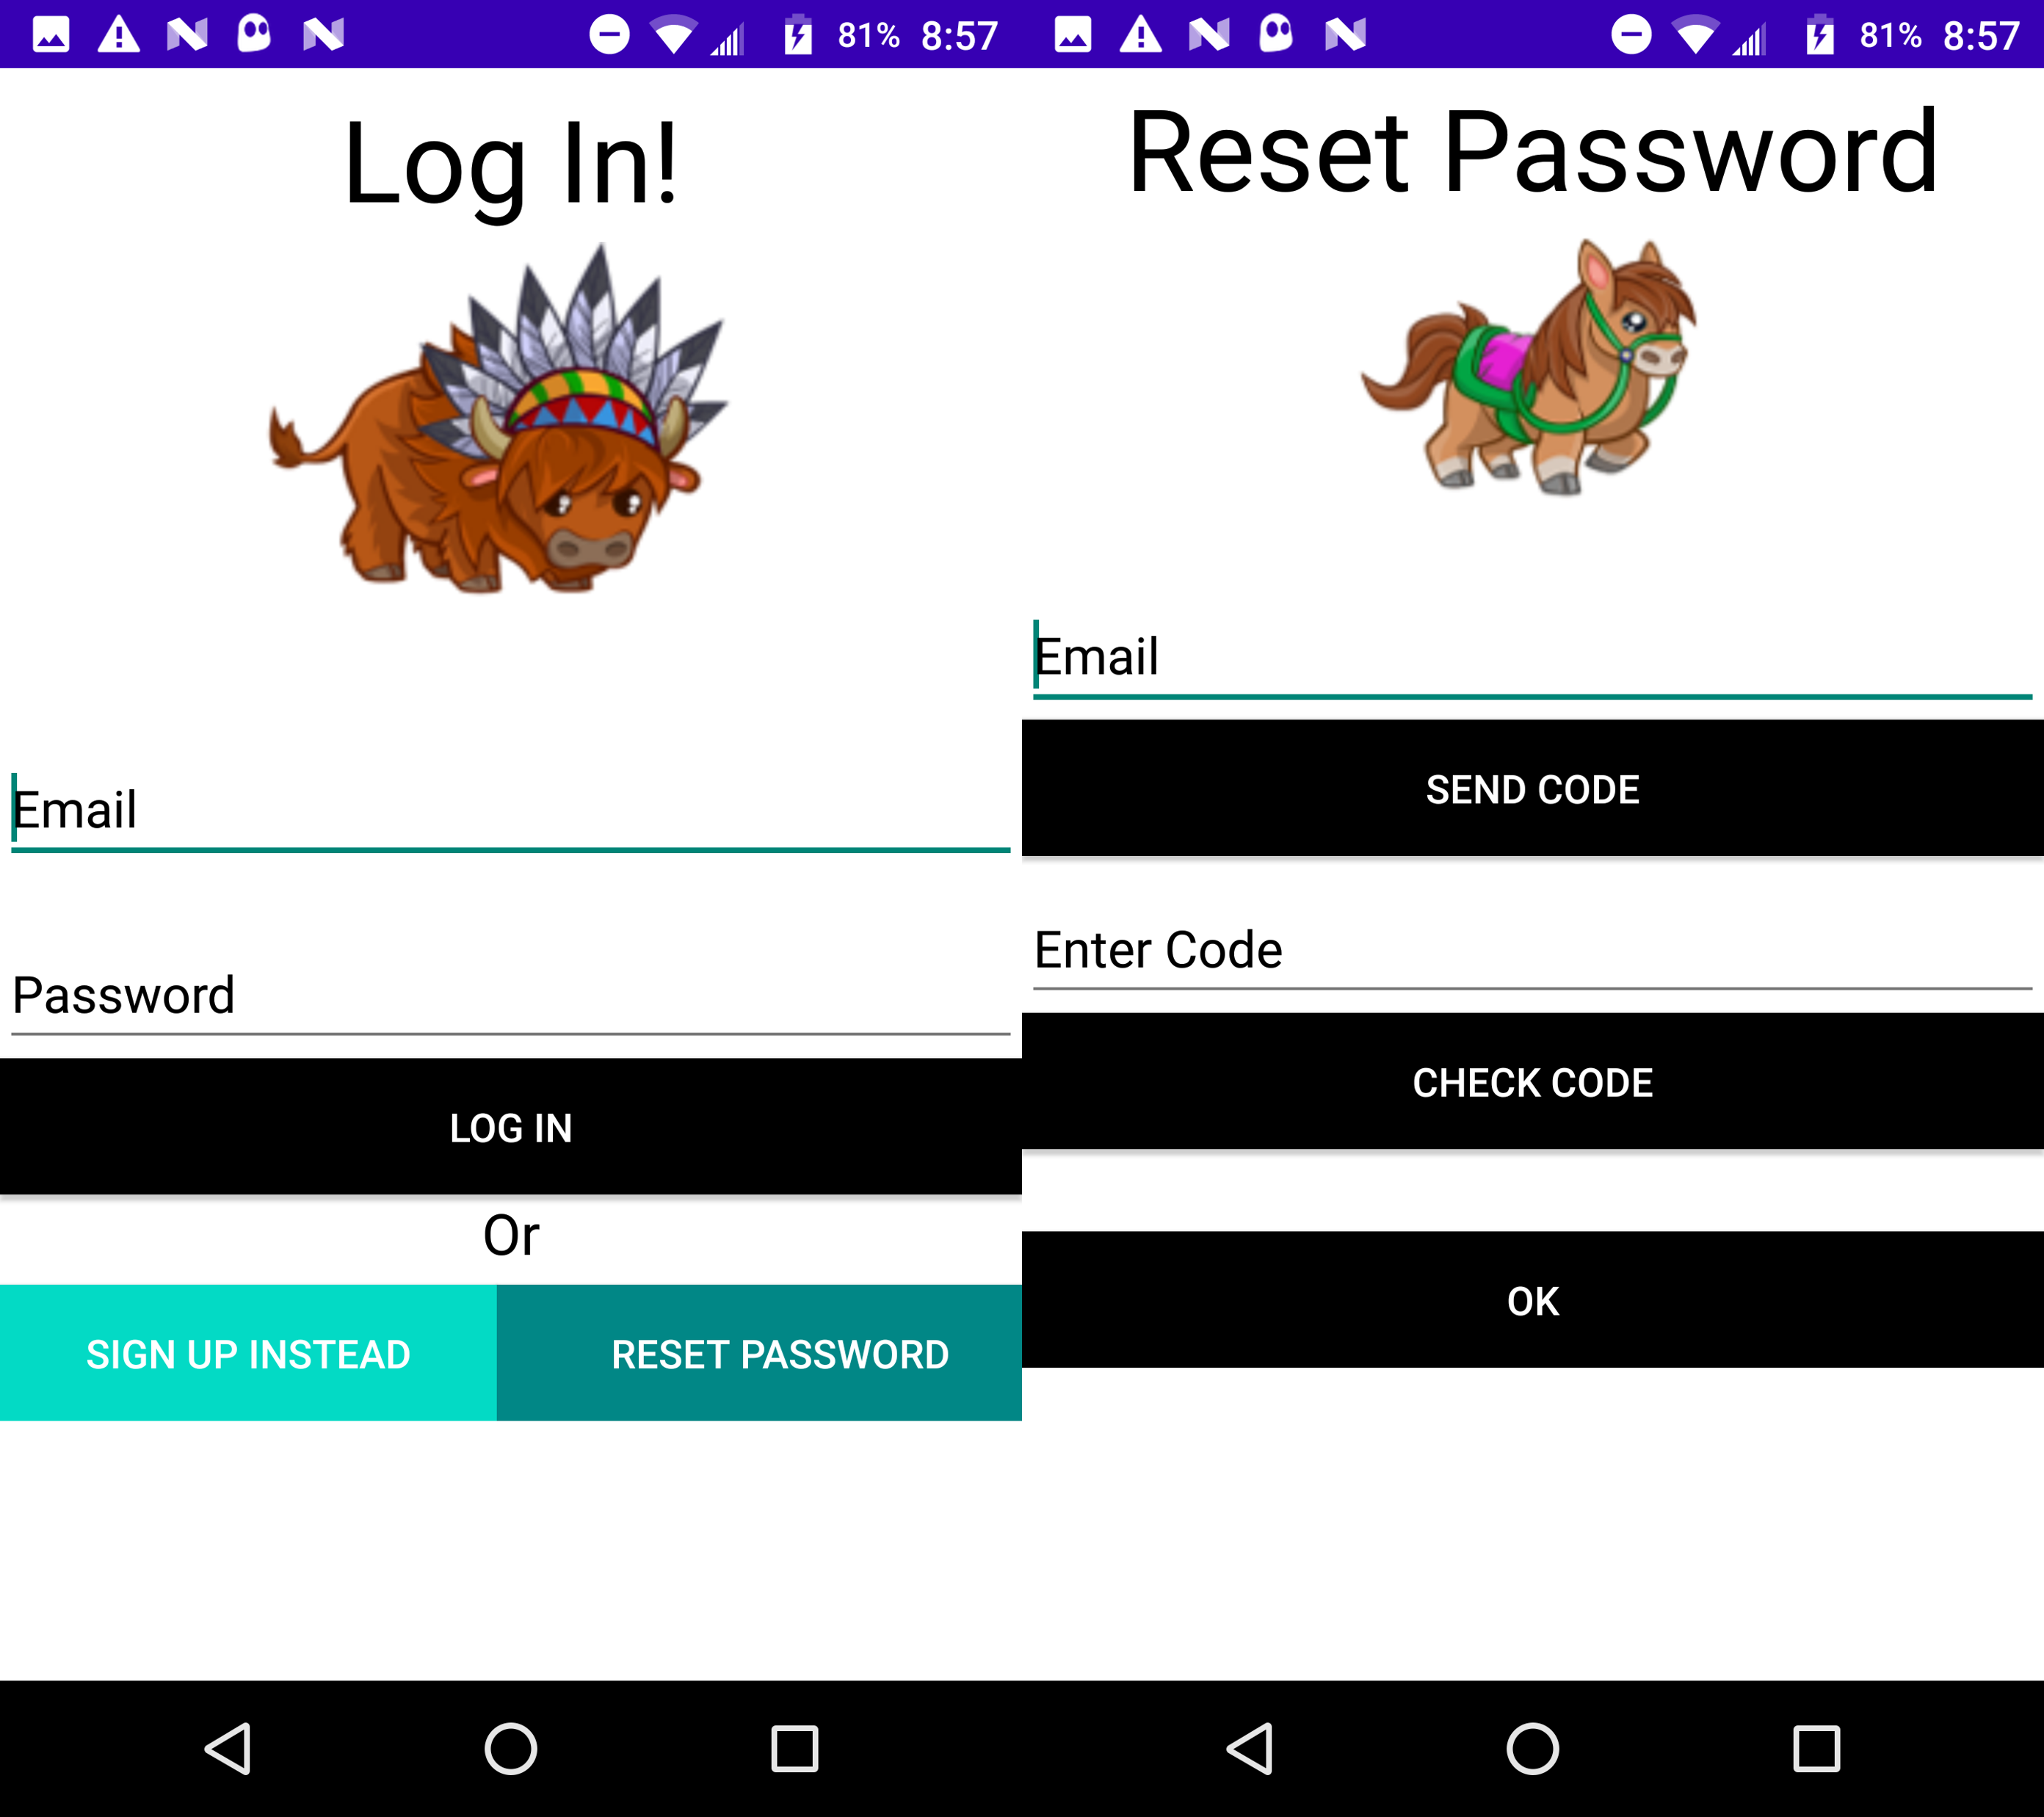 81% 8:57
Log In!
Email
Password
LOG IN
Or
SIGN UP INSTEAD RESET PASSWORD
81% 8:57
Reset Password
Email
SEND CODE
Enter Code
CHECK CODE
OK